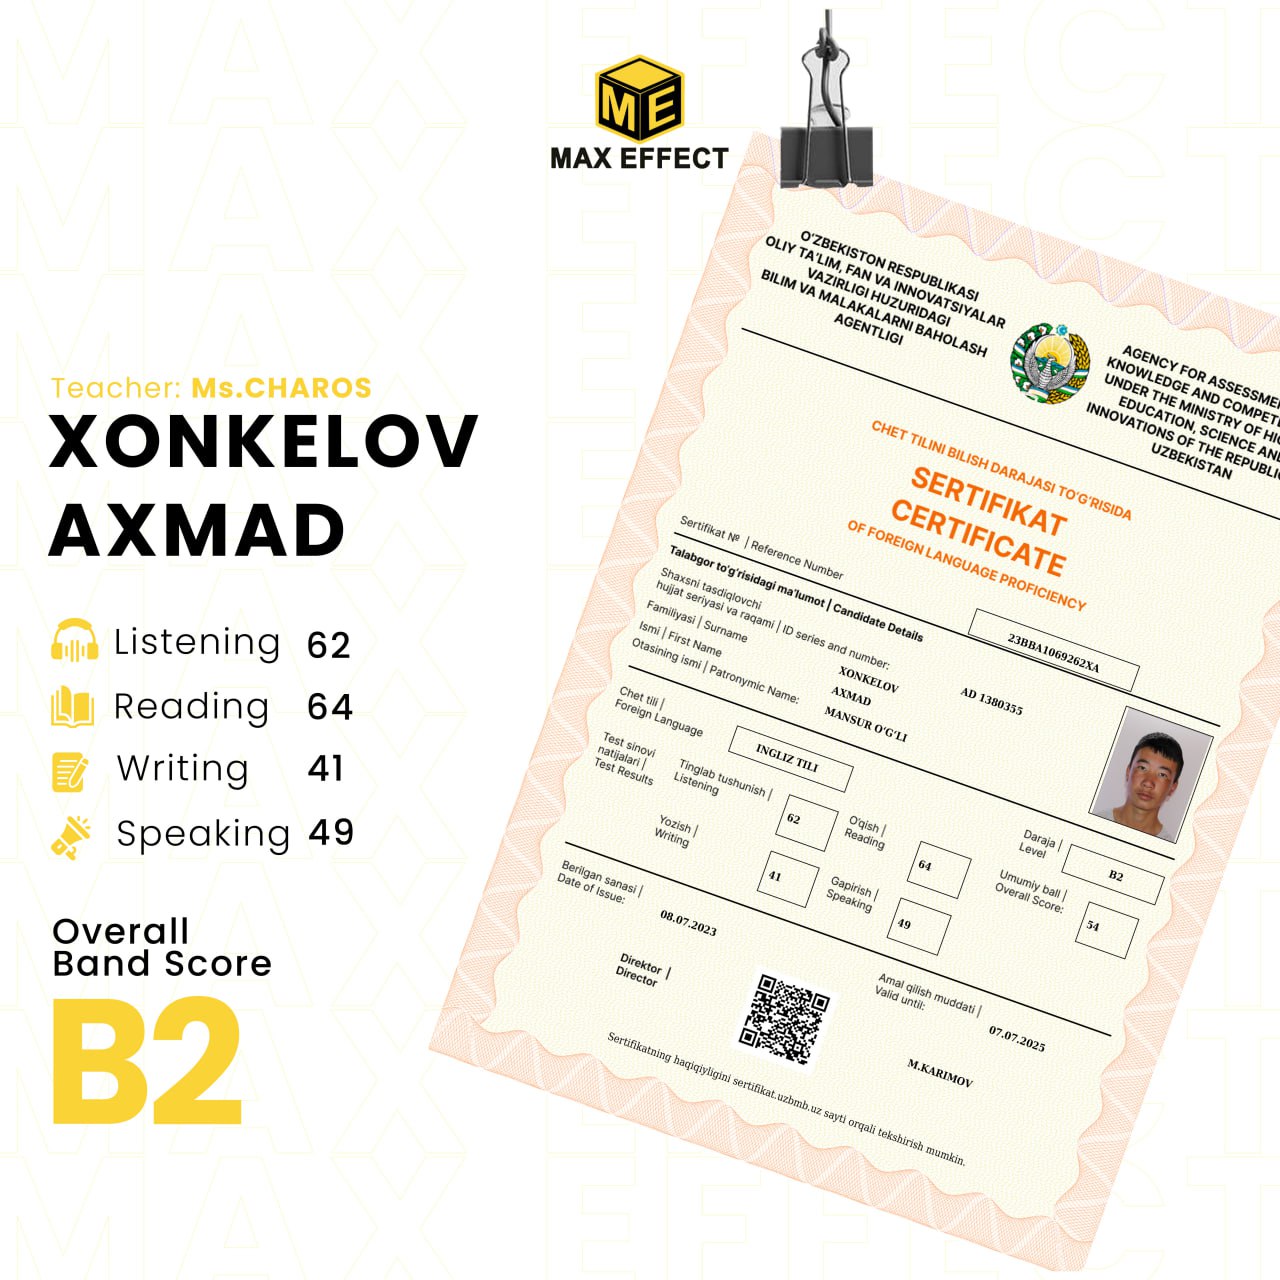 ME
MAX EFFECT
Teacher: Ms.CHAROS
XONKELOV
AXMAD
Listening 62
Reading 64
Writing 41
Speaking 49
Overall
Band Score
B2
O'ZBEKISTON RESPUBLIKASI
OLIY TA'LIM, FAN VA INNOVATSIYALAR
VAZIRLIGI HUZURIDAGI
BILIM VA MALAKALARNI BAHOLASH
AGENTLIGI
AGENCY FOR ASSESSME
KNOWLEDGE AND COMPET
UNDER THE MINISTRY OF HI
EDUCATION, SCIENCE AN
INNOVATIONS OF THE REPUBLI
UZBEKISTAN
CHET TILINI BILISH DARAJASI TO'G'RISIDA
SERTIFIKAT
CERTIFICATE
OF FOREIGN LANGUAGE PROFICIENCY
Sertifikat № | Reference Number
23BBA1069262XA
Talabgor to'g'risidagi ma'lumot | Candidate Details
Shaxsni tasdiqlovchi
hujjat seriyasi va raqami | ID series and number:
AD 1380355
Familiyasi | Surname
XONKELOV
Ismi | First Name
AXMAD
Otasining ismi | Patronymic Name:
MANSUR O'G'LI
Chet tili |
Foreign Language
INGLIZ TILI
Daraja |
Level
B2
Test sinovi
natijalari |
Test Results
Tinglab tushunish |
Listening
62
O'qish |
Reading
64
Umumiy ball |
Overall Score:
54
Yozish |
Writing
41
Gapirish |
Speaking
49
Berilgan sanasi |
Date of Issue:
08.07.2023
Amal qilish muddati |
Valid until:
07.07.2025
Direktor |
Director
M.KARIMOV
Sertifikatning haqiqiyligini sertifikat.uzbmb.uz sayti orqali tekshirish mumkin.